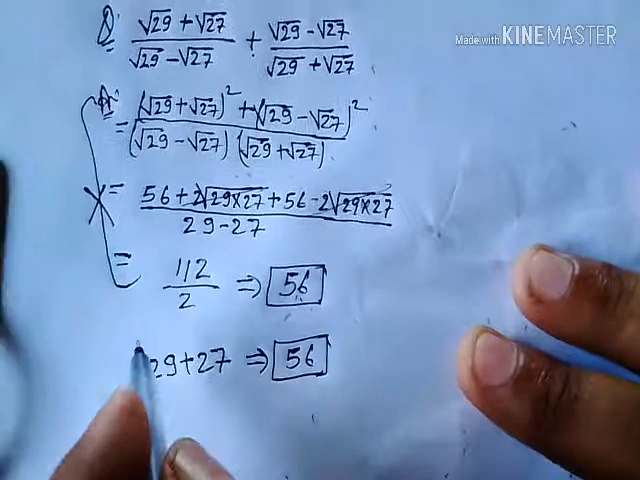 Made with KINEMASTER
Q. (√29 + √27)/(√29 − √27) + (√29 − √27)/(√29 + √27)
A: = ((√29 + √27)² + (√29 − √27)²)/((√29 − √27) (√29 + √27))
= (56 + 2√29×27 + 56 − 2√29×27)/(29 − 27)
= 112/2 ⇒ 56
29 + 27 ⇒ 56